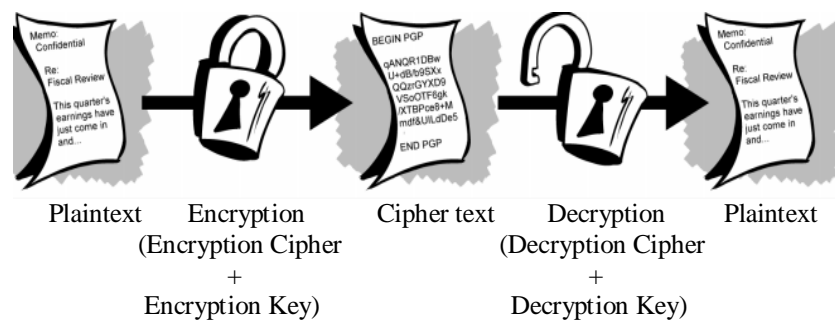 Memo:
Confidential
Re:
Fiscal Review
This quarter's
earnings have
just come in
and...
BEGIN PGP
qANQR1DBw
U+dB/b9SXx
QQzrGYXD9
VSoOTF6gk
/XTBPce8+M
mdf&UILdDe5
END PGP
Memo:
Confidential
Re:
Fiscal Review
This quarter's
earnings have
just come in
and...
Plaintext Encryption Cipher text Decryption Plaintext
(Encryption Cipher (Decryption Cipher
+ +
Encryption Key) Decryption Key)